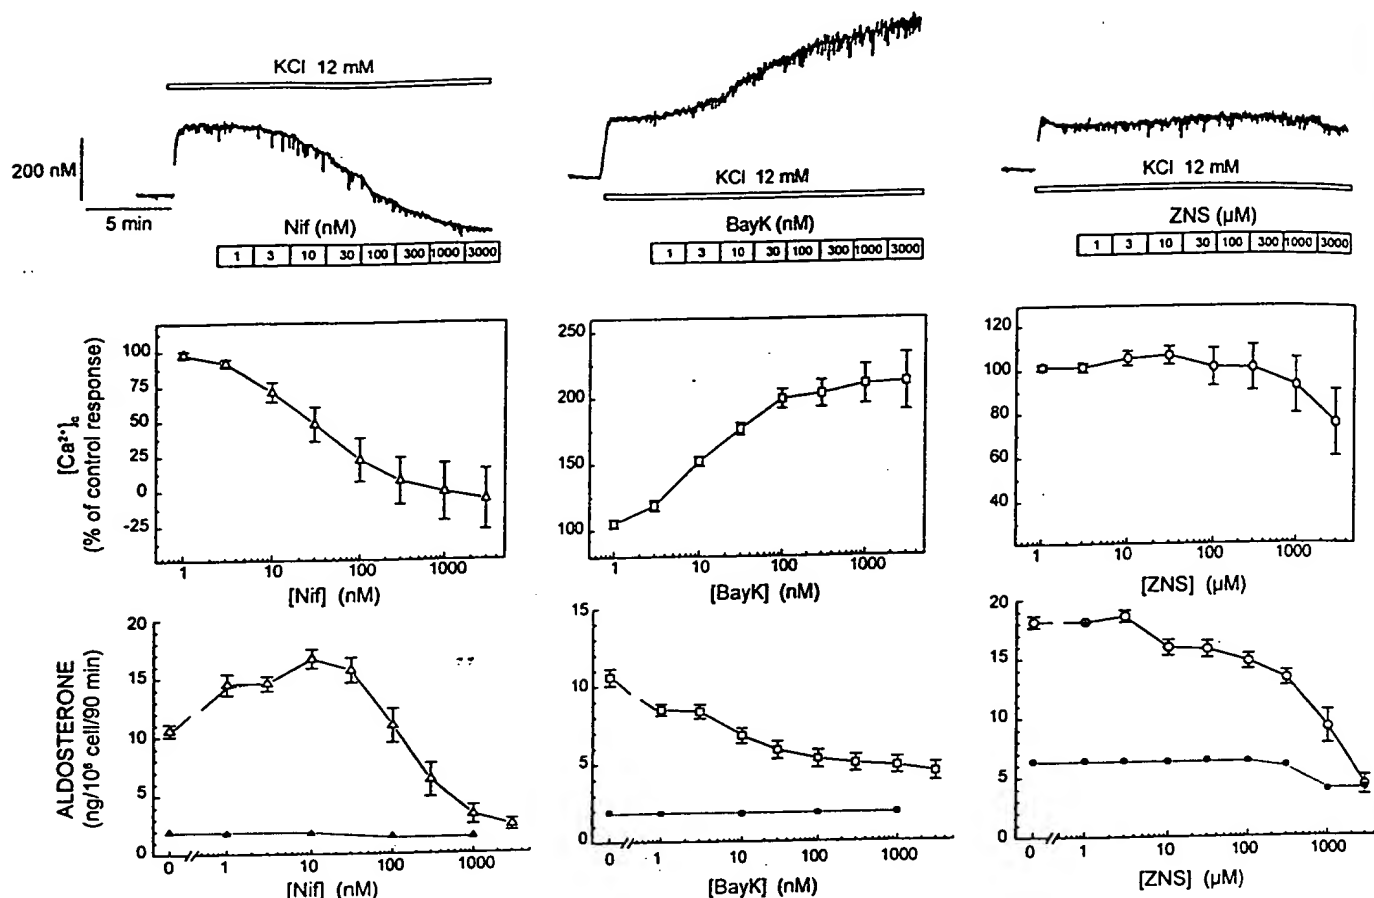 KCl 12 mM
200 nM
5 min
Nif (nM)
1 3 10 30 100 300 1000 3000
KCl 12 mM
BayK (nM)
1 3 10 30 100 300 1000 3000
KCl 12 mM
ZNS (µM)
1 3 10 30 100 300 1000 3000
[Ca²⁺]c
(% of control response)
100
75
50
25
0
-25
1 10 100 1000
[Nif] (nM)
250
200
150
100
1 10 100 1000
[BayK] (nM)
120
100
80
60
40
1 10 100 1000
[ZNS] (µM)
ALDOSTERONE
(ng/10⁶ cell/90 min)
20
15
10
5
0
0 1 10 100 1000
[Nif] (nM)
15
10
5
0
0 1 10 100 1000
[BayK] (nM)
20
15
10
5
0
0 1 10 100 1000
[ZNS] (µM)